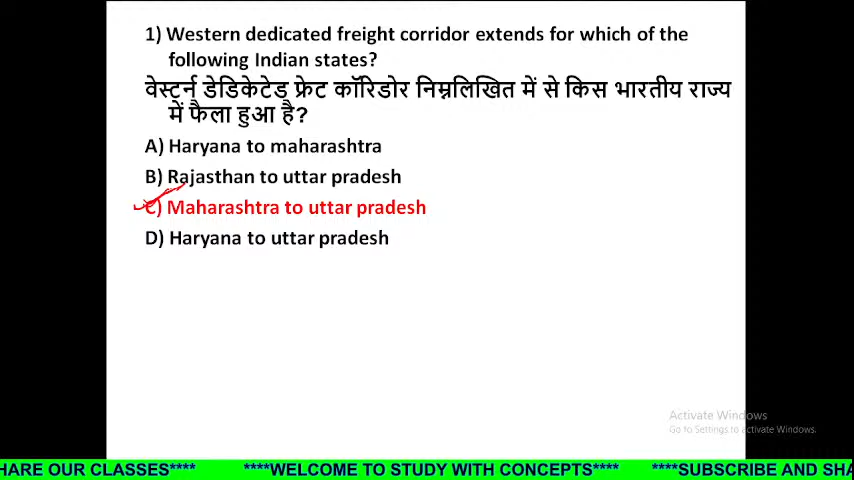 1) Western dedicated freight corridor extends for which of the
following Indian states?
वेस्टर्न डेडिकेटेड फ्रेट कॉरिडोर निम्नलिखित में से किस भारतीय राज्य
में फैला हुआ है?
A) Haryana to maharashtra
B) Rajasthan to uttar pradesh
C) Maharashtra to uttar pradesh
D) Haryana to uttar pradesh
Activate Windows
Go to Settings to activate Windows.
HARE OUR CLASSES**** ****WELCOME TO STUDY WITH CONCEPTS**** ****SUBSCRIBE AND SHA